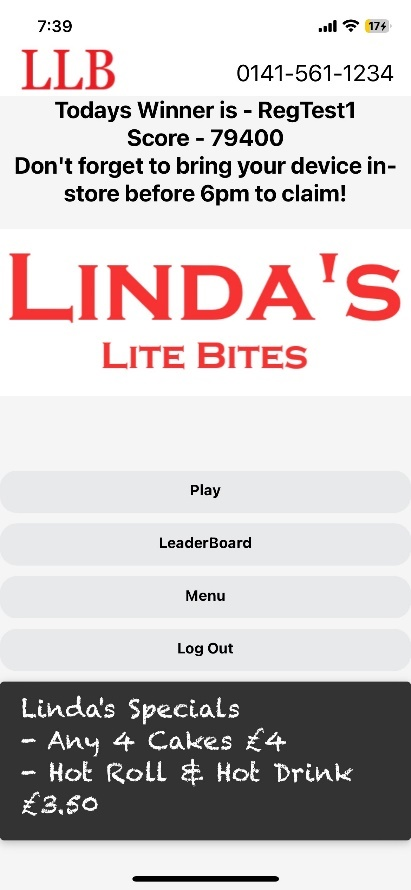 7:39
17
LLB
0141-561-1234
Todays Winner is - RegTest1
Score - 79400
Don't forget to bring your device in-
store before 6pm to claim!
LINDA'S
LITE BITES
Play
LeaderBoard
Menu
Log Out
Linda's Specials
- Any 4 Cakes £4
- Hot Roll & Hot Drink
£3.50